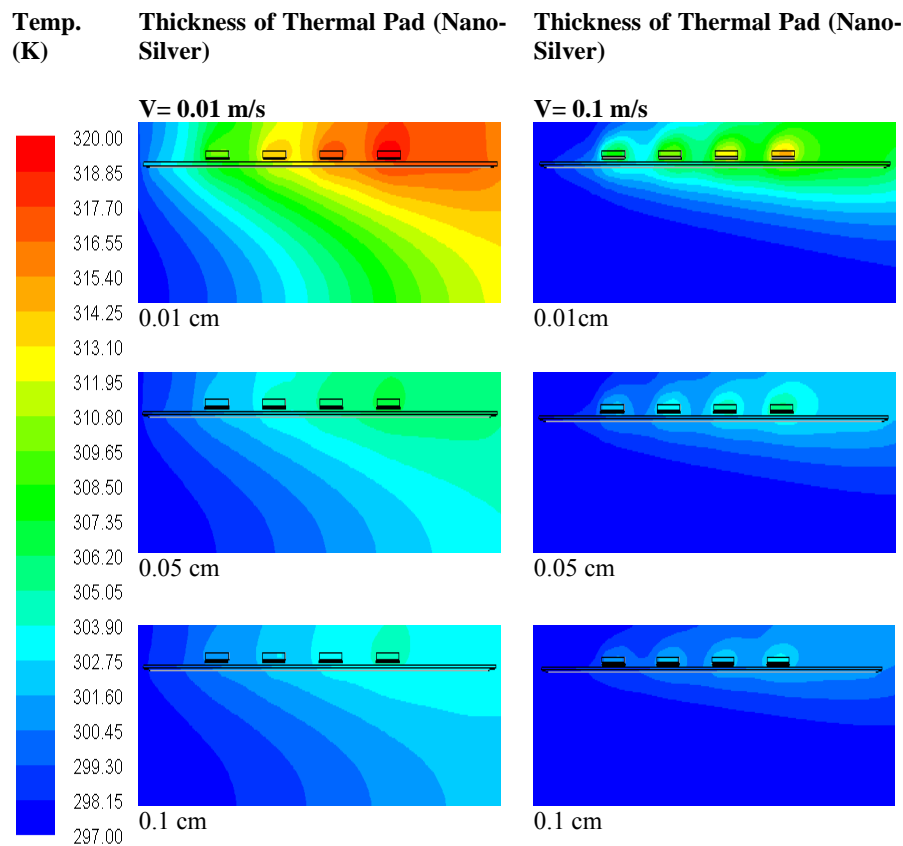 Temp.
(K)
Thickness of Thermal Pad (Nano-
Silver)
Thickness of Thermal Pad (Nano-
Silver)
V= 0.01 m/s
V= 0.1 m/s
320.00
318.85
317.70
316.55
315.40
314.25
313.10
311.95
310.80
309.65
308.50
307.35
306.20
305.05
303.90
302.75
301.60
300.45
299.30
298.15
297.00
0.01 cm
0.01cm
0.05 cm
0.05 cm
0.1 cm
0.1 cm